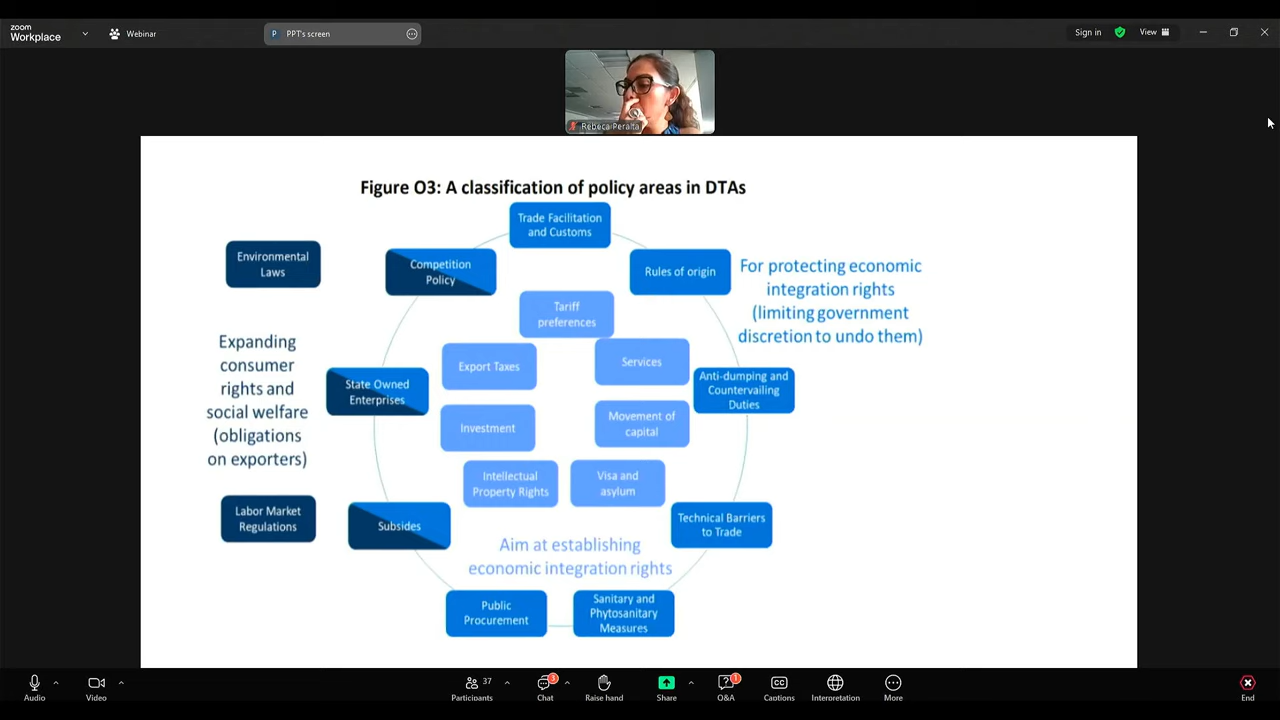 zoom
Workplace
Webinar
P PPT's screen
Sign in
View
Rebeca Peralta
Figure O3: A classification of policy areas in DTAs
Trade Facilitation
and Customs
Environmental
Laws
Competition
Policy
Rules of origin
For protecting economic
integration rights
(limiting government
discretion to undo them)
Tariff
preferences
Expanding
consumer
rights and
social welfare
(obligations
on exporters)
Export Taxes
Services
State Owned
Enterprises
Anti-dumping and
Countervailing
Duties
Investment
Movement of
capital
Intellectual
Property Rights
Visa and
asylum
Labor Market
Regulations
Subsides
Technical Barriers
to Trade
Aim at establishing
economic integration rights
Public
Procurement
Sanitary and
Phytosanitary
Measures
Audio
Video
Participants
37
Chat
3
Raise hand
Share
Q&A
1
CC
Captions
Interpretation
More
End